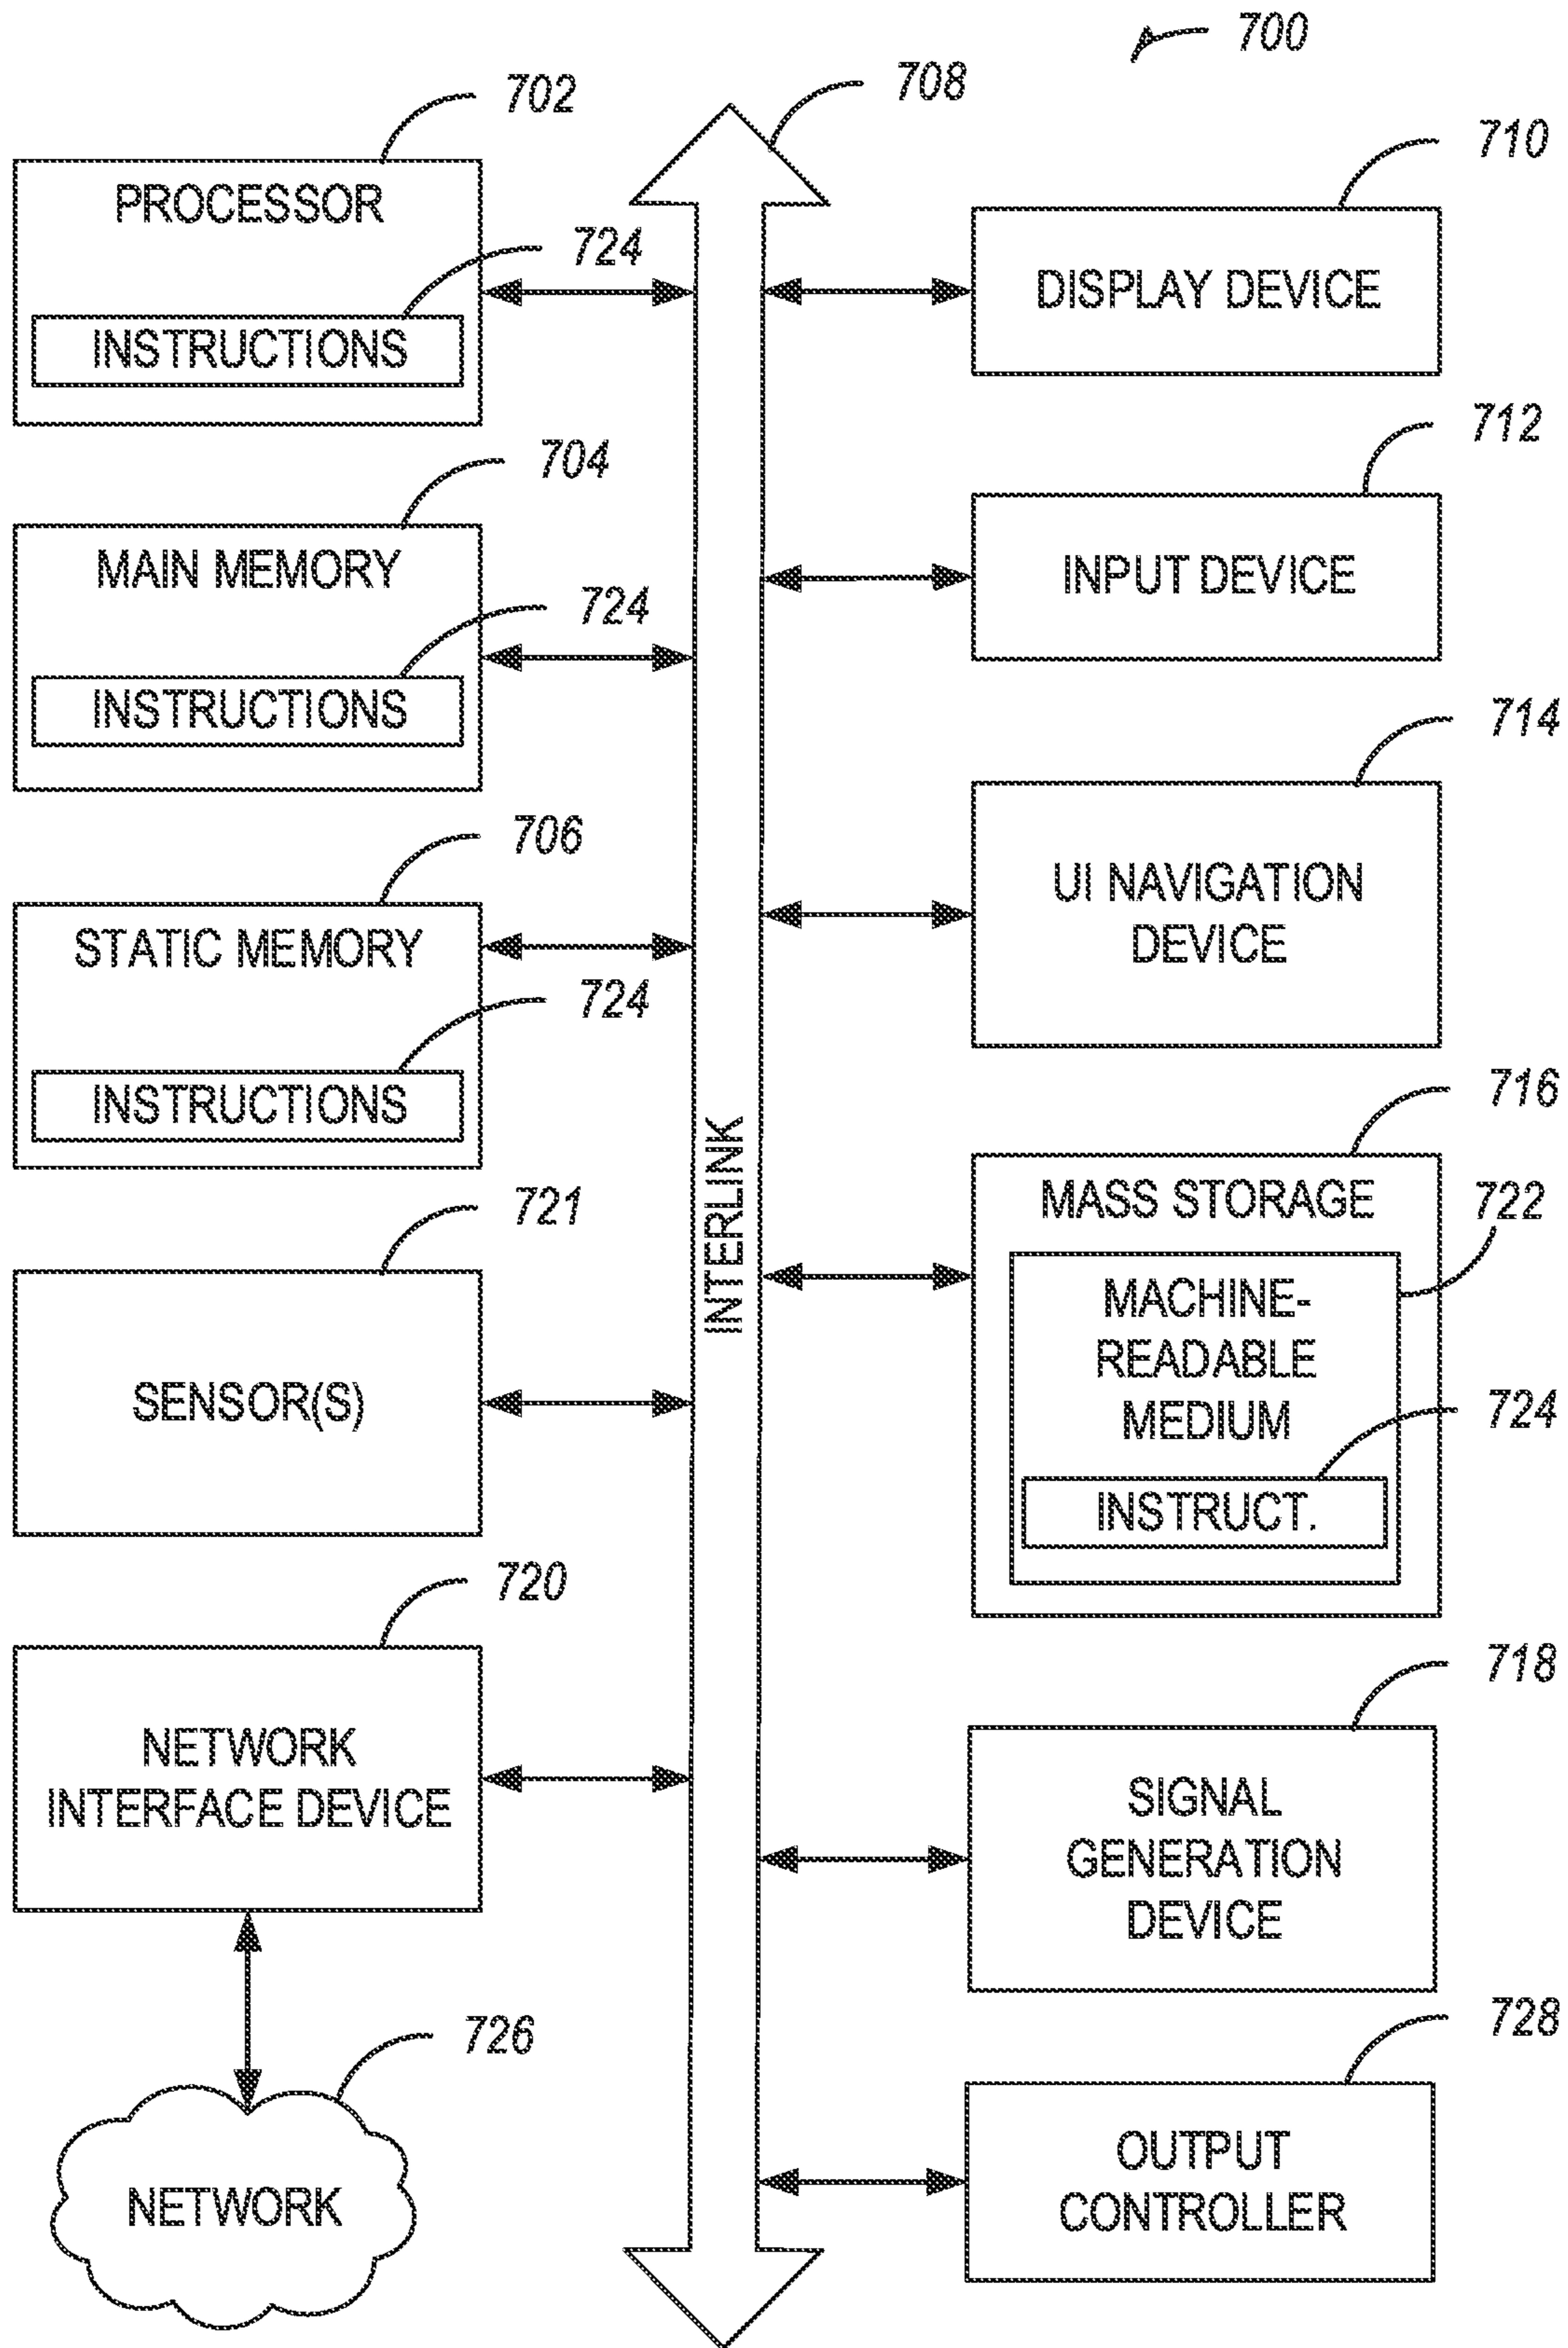 700
708
702
PROCESSOR
724
INSTRUCTIONS
704
MAIN MEMORY
724
INSTRUCTIONS
706
STATIC MEMORY
724
INSTRUCTIONS
721
SENSOR(S)
720
NETWORK
INTERFACE DEVICE
726
NETWORK
INTERLINK
710
DISPLAY DEVICE
712
INPUT DEVICE
714
UI NAVIGATION
DEVICE
716
MASS STORAGE
722
MACHINE-
READABLE
MEDIUM
724
INSTRUCT.
718
SIGNAL
GENERATION
DEVICE
728
OUTPUT
CONTROLLER